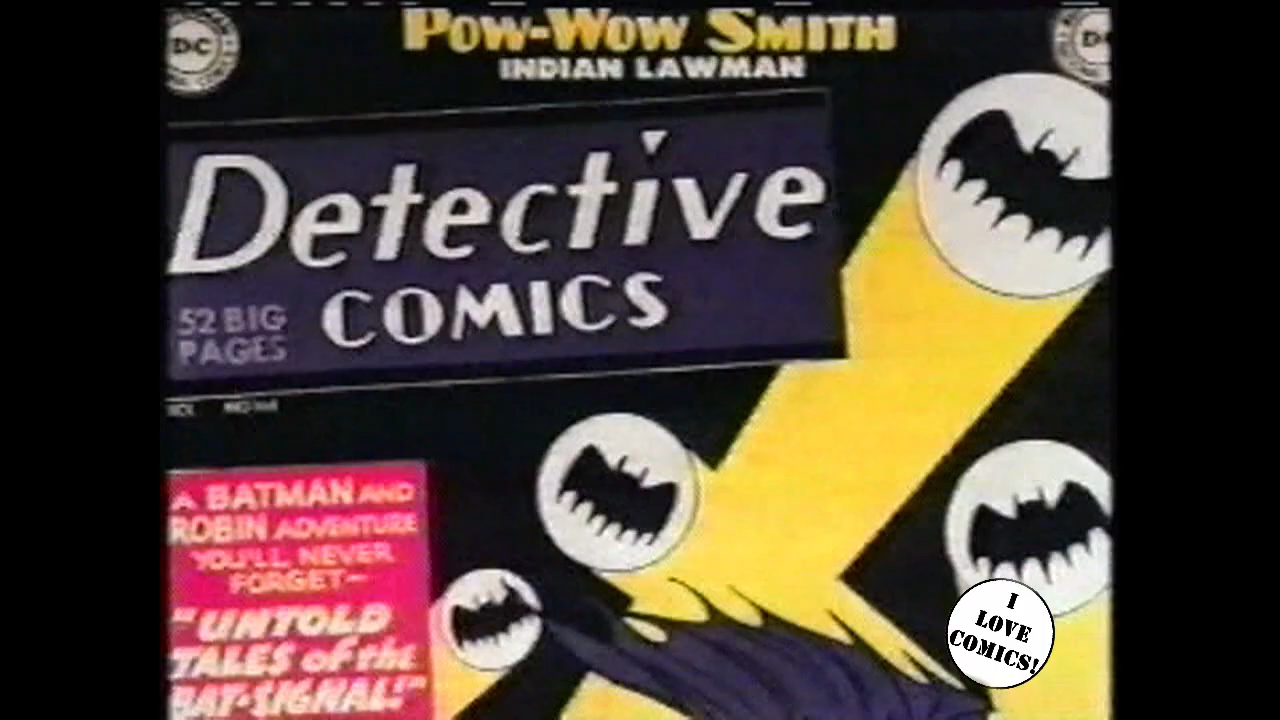 DC
POW-WOW SMITH
INDIAN LAWMAN
Detective
COMICS
52 BIG
PAGES
A BATMAN AND
ROBIN ADVENTURE
YOU'LL NEVER
FORGET—
"UNTOLD
TALES of the
BAT-SIGNAL!"
I
LOVE
COMICS!